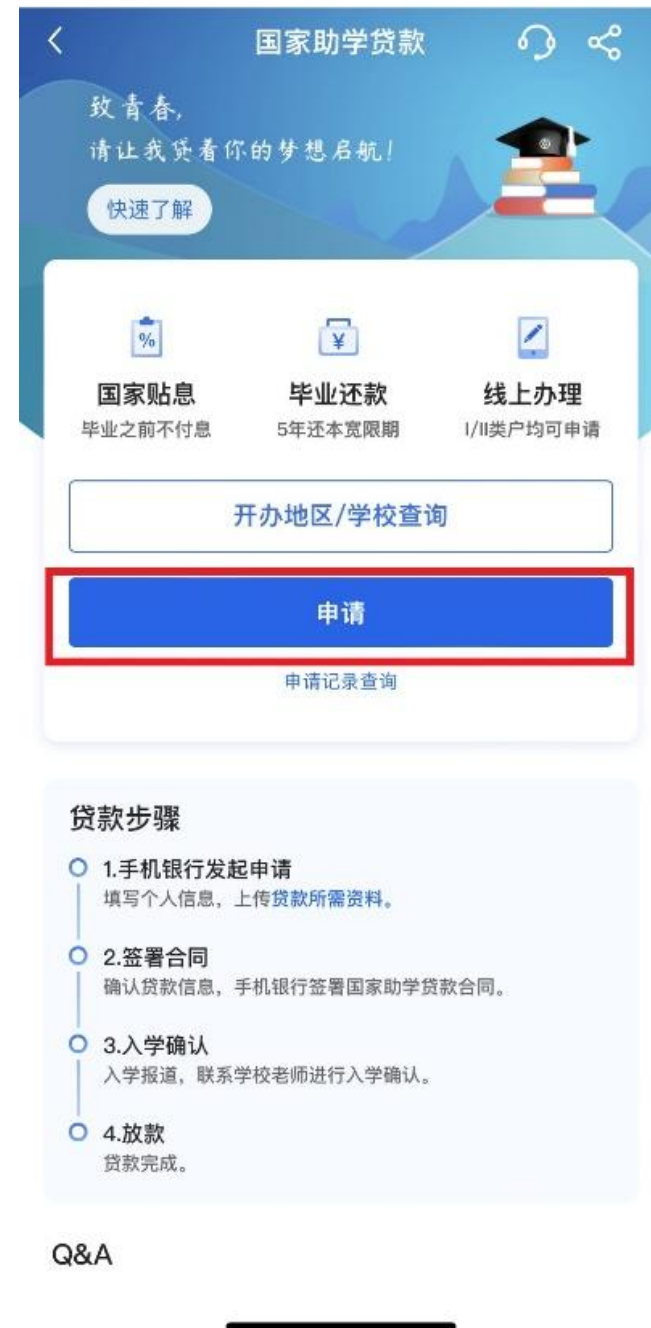 国家助学贷款
致青春,
请让我贷着你的梦想启航!
快速了解
%
¥
国家贴息
毕业还款
线上办理
毕业之前不付息
5年还本宽限期
I/II类户均可申请
开办地区/学校查询
申请
申请记录查询
贷款步骤
1.手机银行发起申请
填写个人信息，上传贷款所需资料。
2.签署合同
确认贷款信息，手机银行签署国家助学贷款合同。
3.入学确认
入学报道，联系学校老师进行入学确认。
4.放款
贷款完成。
Q&A